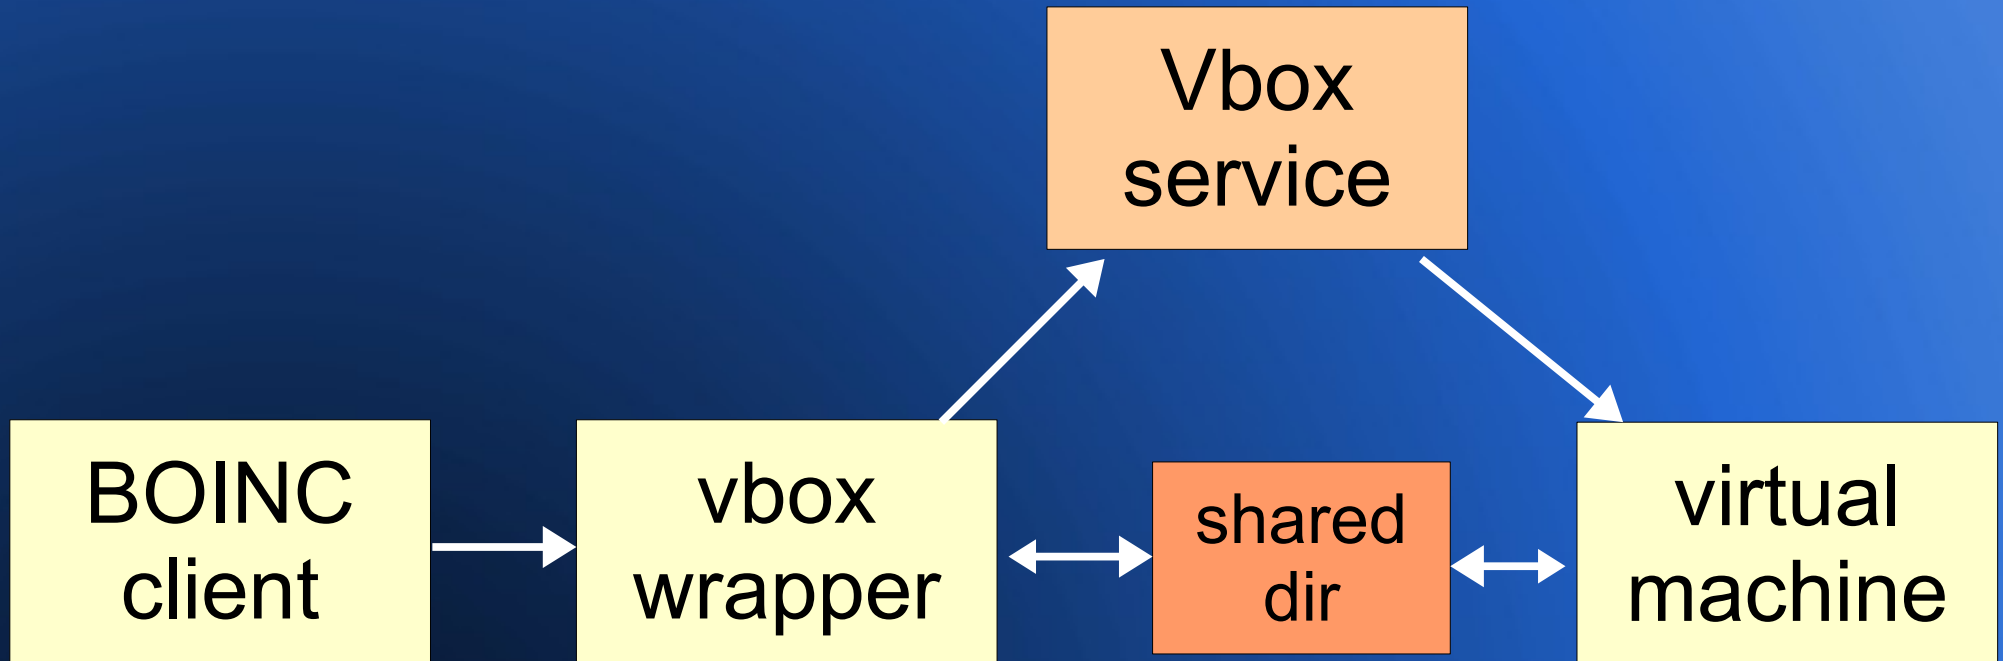 Vbox
service
BOINC
client
vbox
wrapper
shared
dir
virtual
machine